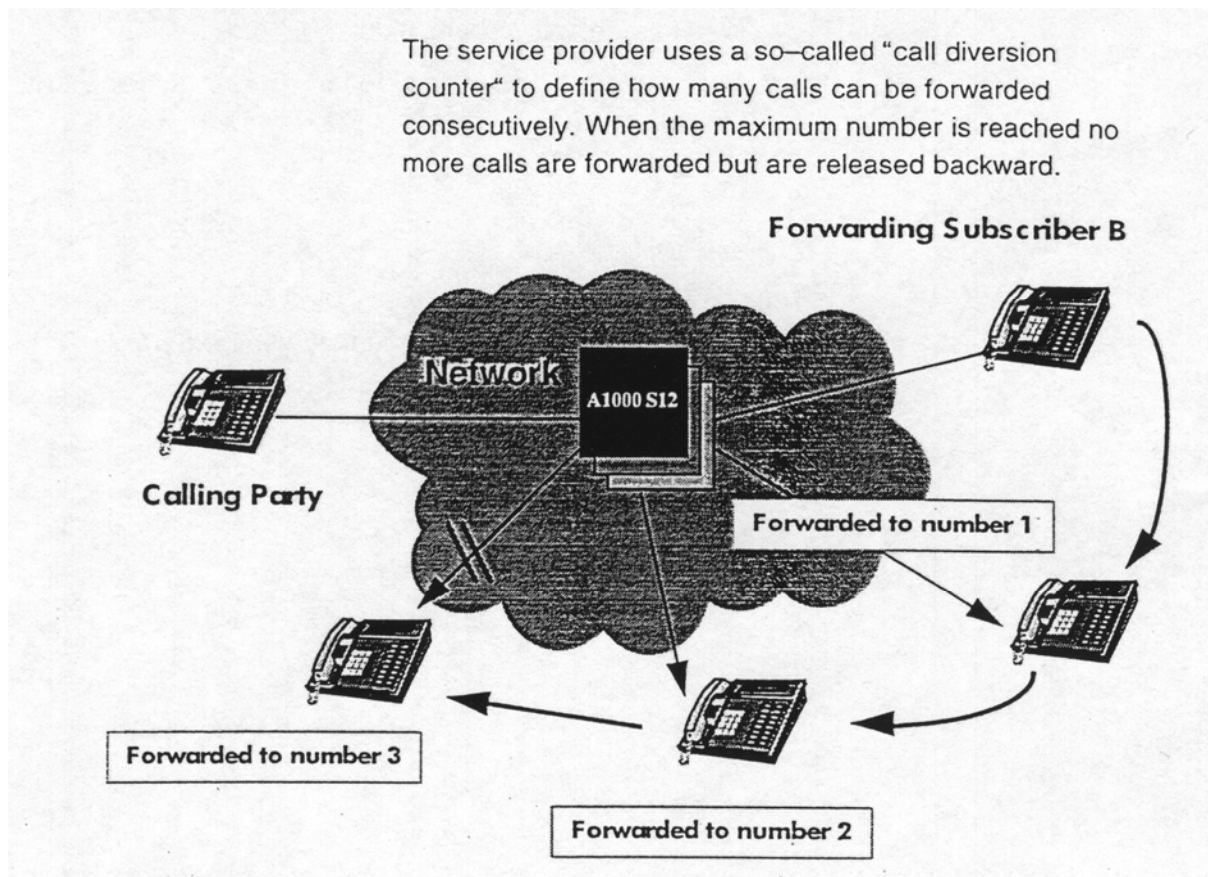 The service provider uses a so–called “call diversion
counter“ to define how many calls can be forwarded
consecutively. When the maximum number is reached no
more calls are forwarded but are released backward.
Forwarding Subscriber B
Network
A1000 S12
Calling Party
Forwarded to number 1
Forwarded to number 3
Forwarded to number 2